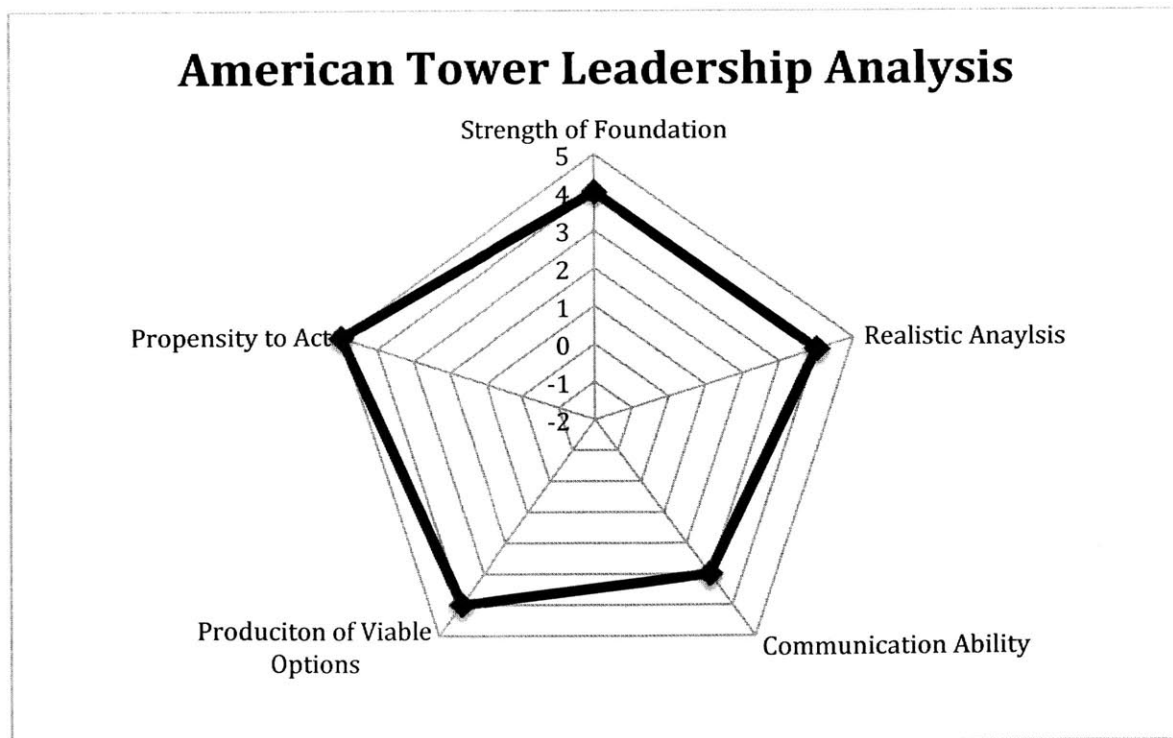 American Tower Leadership Analysis
Strength of Foundation
5
4
3
2
1
0
-1
-2
Realistic Anaylsis
Communication Ability
Produciton of Viable
Options
Propensity to Act